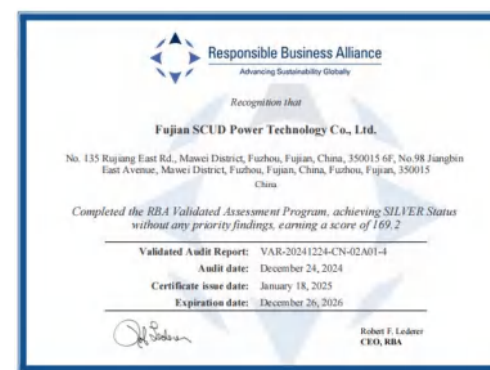 Responsible Business Alliance
Advancing Sustainability Globally
Recognition that
Fujian SCUD Power Technology Co., Ltd.
No. 135 Rujiang East Rd., Mawei District, Fuzhou, Fujian, China, 350015 6F, No.98 Jiangbin
East Avenue, Mawei District, Fuzhou, Fujian, China, Fuzhou, Fujian, 350015
China
Completed the RBA Validated Assessment Program, achieving SILVER Status
without any priority findings, earning a score of 169.2
Validated Audit Report: VAR-20241224-CN-02A01-4
Audit date: December 24, 2024
Certificate issue date: January 18, 2025
Expiration date: December 26, 2026
Robert F. Lederer
CEO, RBA